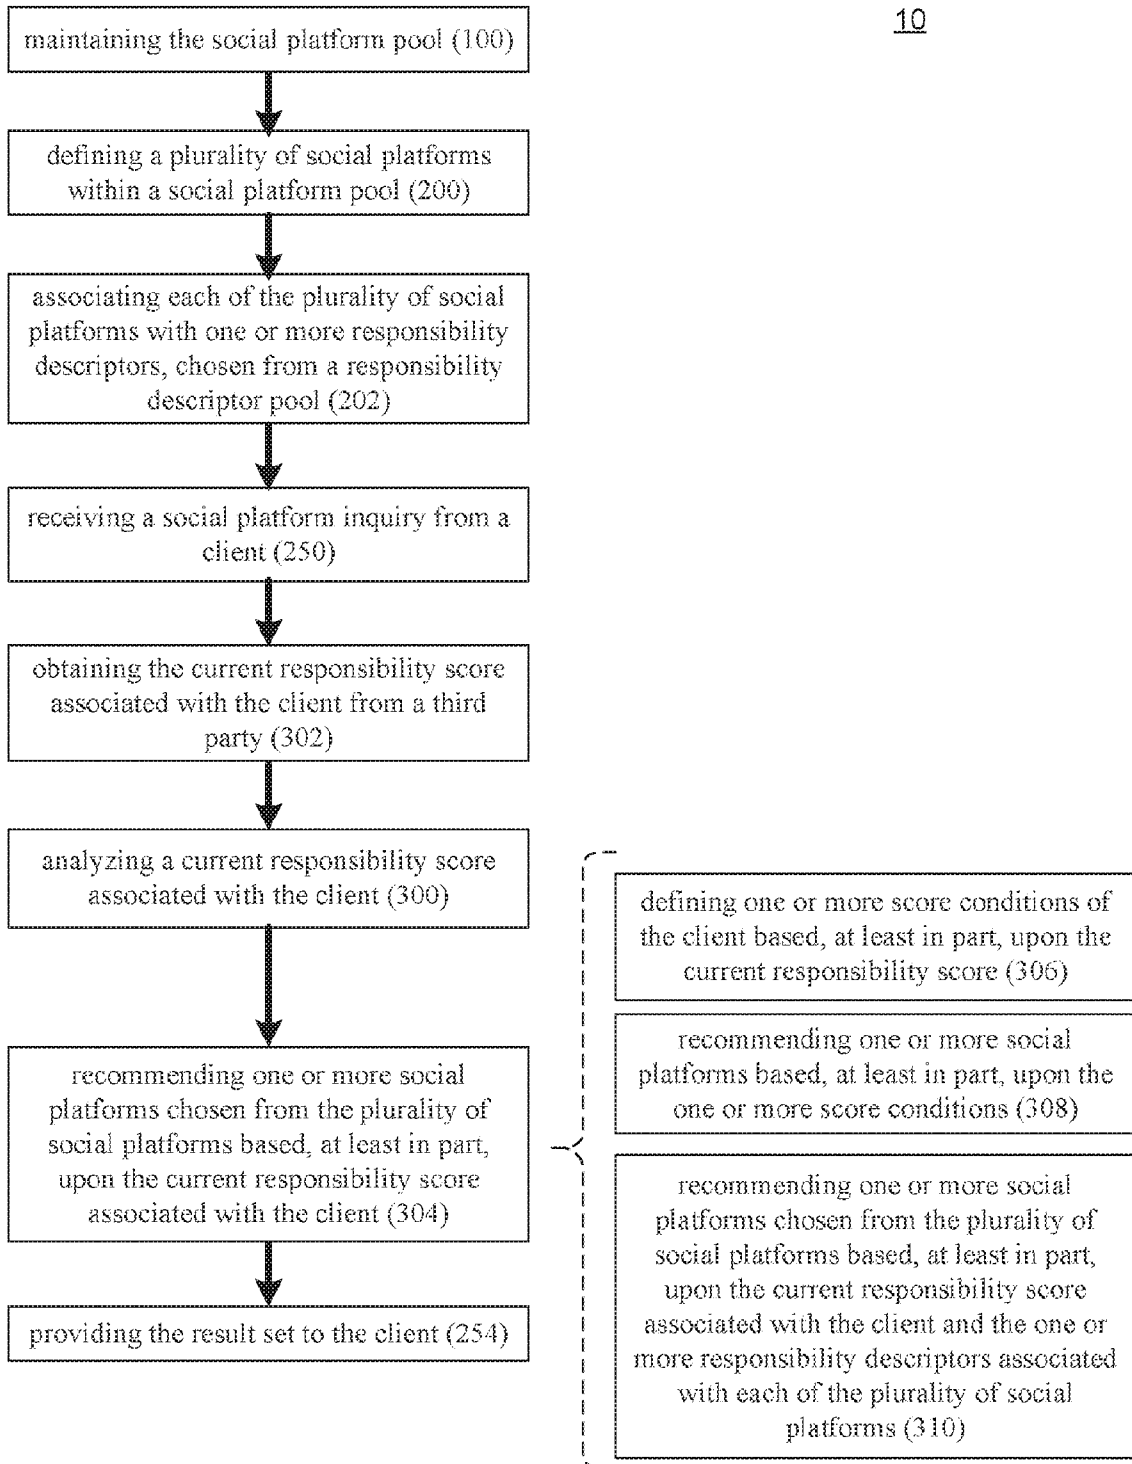 10
maintaining the social platform pool (100)
defining a plurality of social platforms
within a social platform pool (200)
associating each of the plurality of social
platforms with one or more responsibility
descriptors, chosen from a responsibility
descriptor pool (202)
receiving a social platform inquiry from a
client (250)
obtaining the current responsibility score
associated with the client from a third
party (302)
analyzing a current responsibility score
associated with the client (300)
recommending one or more social
platforms chosen from the plurality of
social platforms based, at least in part,
upon the current responsibility score
associated with the client (304)
providing the result set to the client (254)
defining one or more score conditions of
the client based, at least in part, upon the
current responsibility score (306)
recommending one or more social
platforms based, at least in part, upon the
one or more score conditions (308)
recommending one or more social
platforms chosen from the plurality of
social platforms based, at least in part,
upon the current responsibility score
associated with the client and the one or
more responsibility descriptors associated
with each of the plurality of social
platforms (310)